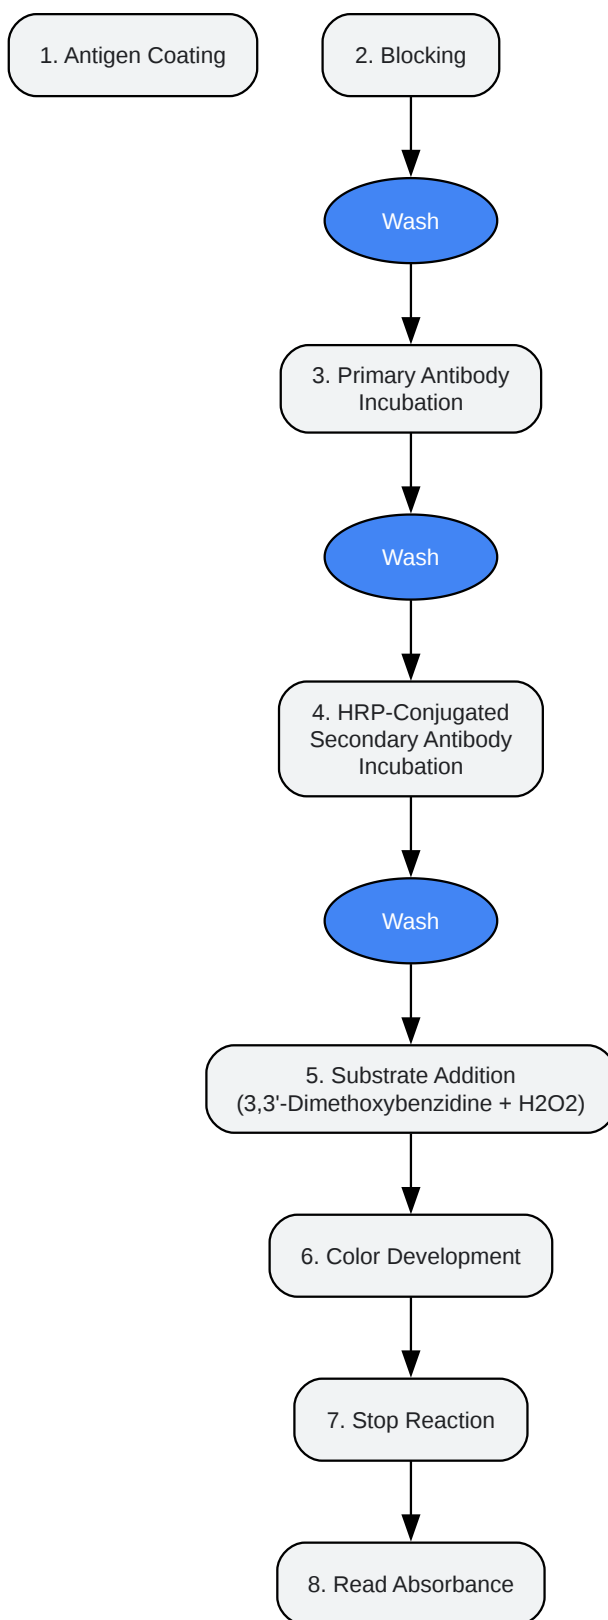 1. Antigen Coating
2. Blocking
Wash
3. Primary Antibody
Incubation
Wash
4. HRP-Conjugated
Secondary Antibody
Incubation
Wash
5. Substrate Addition
(3,3'-Dimethoxybenzidine + H2O2)
6. Color Development
7. Stop Reaction
8. Read Absorbance